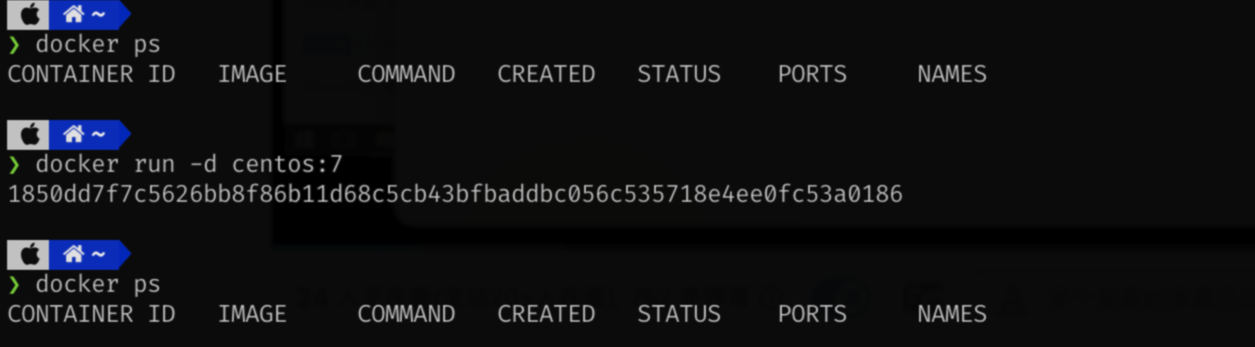 ~
❯ docker ps
CONTAINER ID   IMAGE     COMMAND   CREATED   STATUS    PORTS     NAMES
~
❯ docker run -d centos:7
1850dd7f7c5626bb8f86b11d68c5cb43bfbaddbc056c535718e4ee0fc53a0186
~
❯ docker ps
CONTAINER ID   IMAGE     COMMAND   CREATED   STATUS    PORTS     NAMES